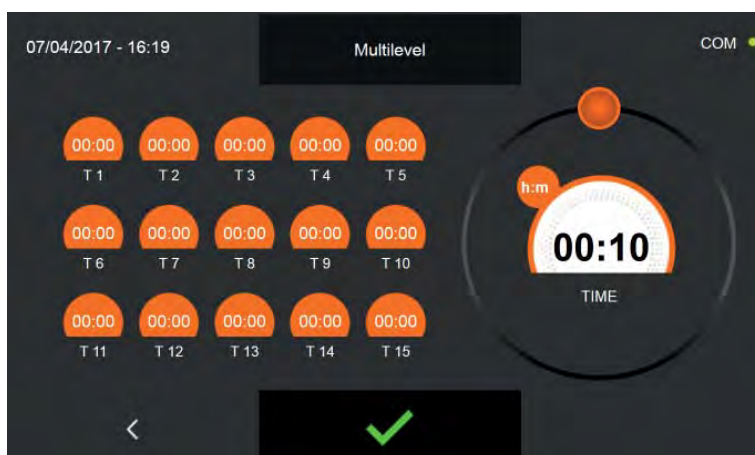 07/04/2017 - 16:19
Multilevel
COM
00:00 00:00 00:00 00:00 00:00
T 1 T 2 T 3 T 4 T 5
00:00 00:00 00:00 00:00 00:00
T 6 T 7 T 8 T 9 T 10
00:00 00:00 00:00 00:00 00:00
T 11 T 12 T 13 T 14 T 15
h:m
00:10
TIME